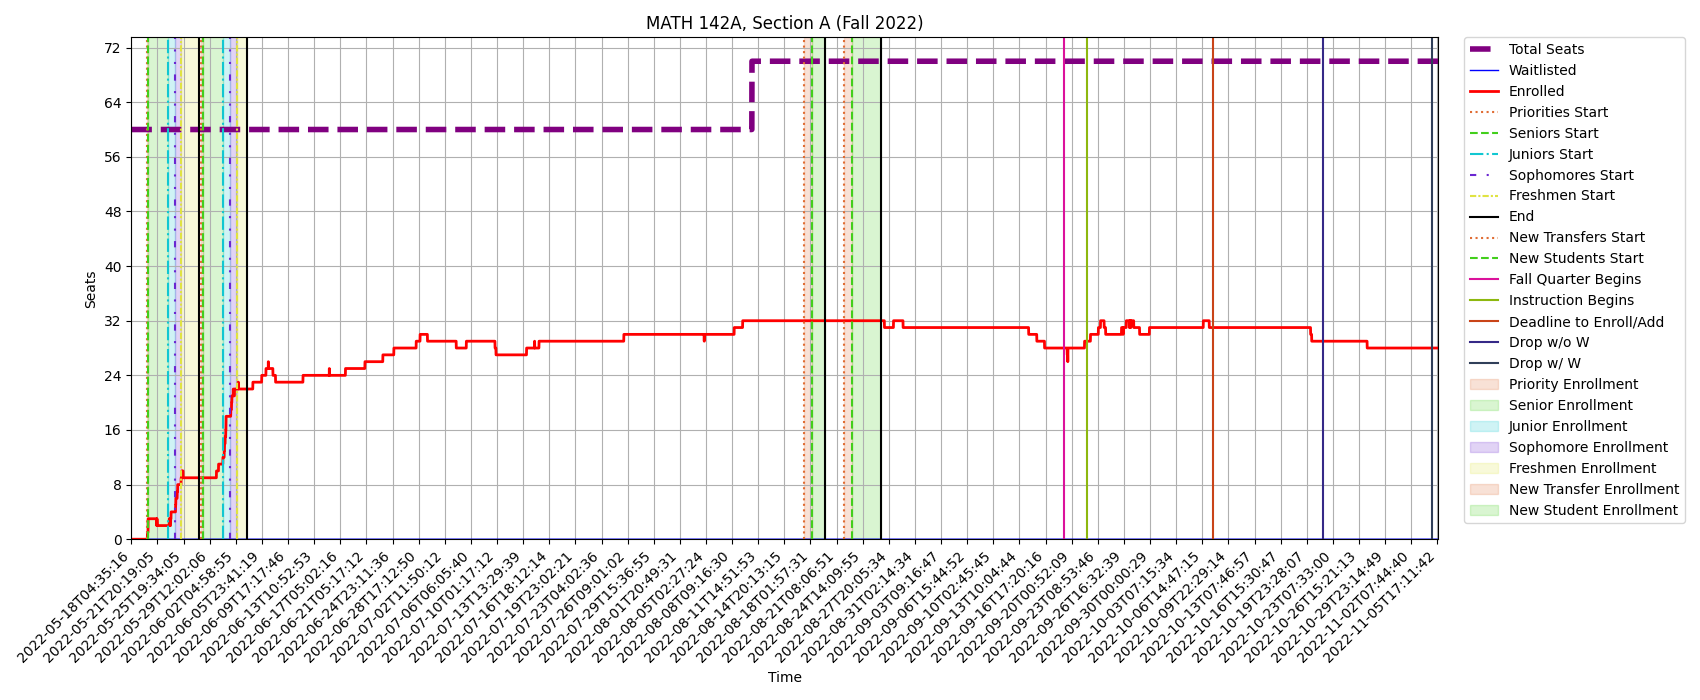 MATH 142A, Section A (Fall 2022)
72
64
56
48
40
32
24
16
8
0
Seats
2022-05-18T04:35:16
2022-05-21T20:19:05
2022-05-25T19:34:05
2022-05-29T12:02:06
2022-06-02T04:58:55
2022-06-05T23:41:19
2022-06-09T17:17:46
2022-06-13T10:52:53
2022-06-17T05:02:16
2022-06-21T05:17:12
2022-06-24T23:11:36
2022-06-28T17:12:50
2022-07-02T11:50:12
2022-07-06T06:05:40
2022-07-10T01:17:12
2022-07-13T13:29:39
2022-07-16T18:12:14
2022-07-19T23:02:21
2022-07-23T04:02:36
2022-07-26T09:01:02
2022-07-29T15:36:55
2022-08-01T20:49:31
2022-08-05T02:27:24
2022-08-08T09:16:30
2022-08-11T14:51:53
2022-08-14T20:13:15
2022-08-18T01:57:31
2022-08-21T08:06:51
2022-08-24T14:09:55
2022-08-27T20:05:34
2022-08-31T02:14:34
2022-09-03T09:16:47
2022-09-06T15:44:52
2022-09-10T02:45:45
2022-09-13T10:04:44
2022-09-16T17:20:16
2022-09-20T00:52:09
2022-09-23T08:53:46
2022-09-26T16:32:39
2022-09-30T00:00:29
2022-10-03T07:15:34
2022-10-06T14:47:15
2022-10-09T22:29:14
2022-10-13T07:46:57
2022-10-16T15:30:47
2022-10-19T23:28:07
2022-10-23T07:33:00
2022-10-26T15:21:13
2022-10-29T23:14:49
2022-11-02T07:44:40
2022-11-05T17:11:42
Time
Total Seats
Waitlisted
Enrolled
Priorities Start
Seniors Start
Juniors Start
Sophomores Start
Freshmen Start
End
New Transfers Start
New Students Start
Fall Quarter Begins
Instruction Begins
Deadline to Enroll/Add
Drop w/o W
Drop w/ W
Priority Enrollment
Senior Enrollment
Junior Enrollment
Sophomore Enrollment
Freshmen Enrollment
New Transfer Enrollment
New Student Enrollment